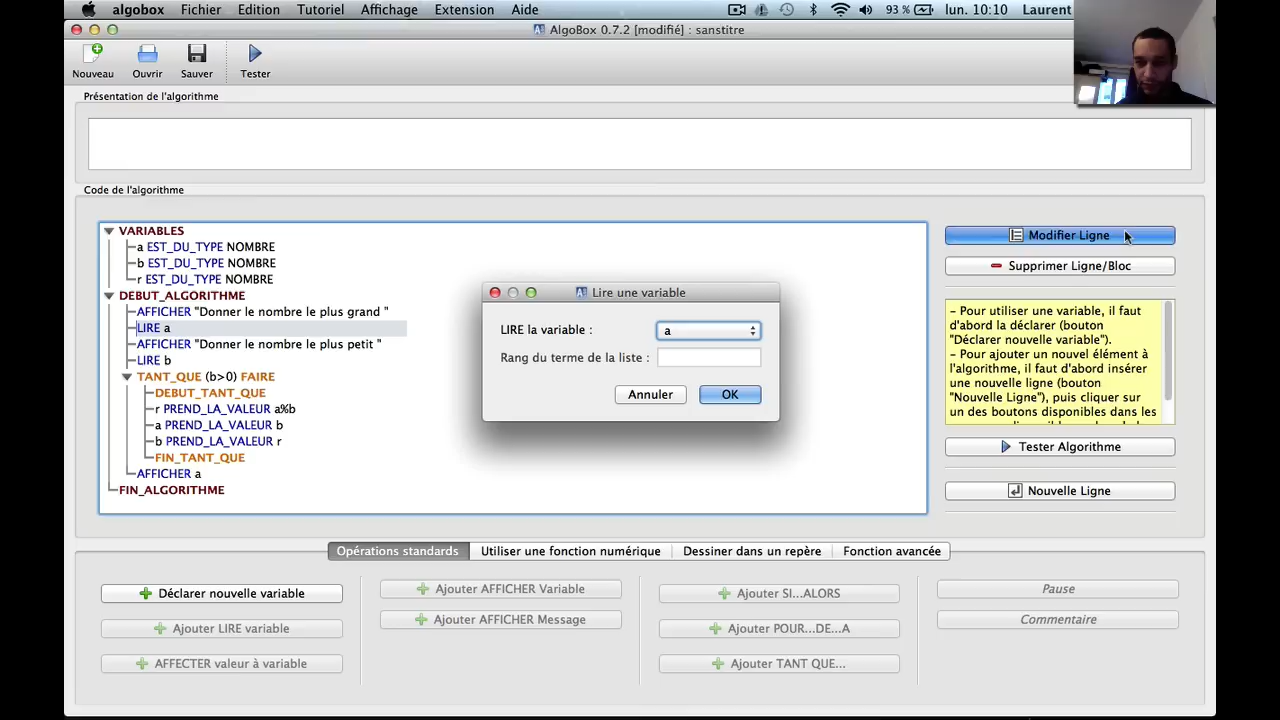 algobox Fichier Edition Tutoriel Affichage Extension Aide 93 % lun. 10:10 Laurent
AlgoBox 0.7.2 [modifié] : sanstitre
Nouveau Ouvrir Sauver Tester
Présentation de l'algorithme
Code de l'algorithme
VARIABLES
a EST_DU_TYPE NOMBRE
b EST_DU_TYPE NOMBRE
r EST_DU_TYPE NOMBRE
DEBUT_ALGORITHME
AFFICHER "Donner le nombre le plus grand "
LIRE a
AFFICHER "Donner le nombre le plus petit "
LIRE b
TANT_QUE (b>0) FAIRE
DEBUT_TANT_QUE
r PREND_LA_VALEUR a%b
a PREND_LA_VALEUR b
b PREND_LA_VALEUR r
FIN_TANT_QUE
AFFICHER a
FIN_ALGORITHME
Lire une variable
LIRE la variable : a
Rang du terme de la liste :
Annuler OK
Modifier Ligne
Supprimer Ligne/Bloc
- Pour utiliser une variable, il faut
d'abord la déclarer (bouton
"Déclarer nouvelle variable").
- Pour ajouter un nouvel élément à
l'algorithme, il faut d'abord insérer
une nouvelle ligne (bouton
"Nouvelle Ligne"), puis cliquer sur
un des boutons disponibles dans les
Tester Algorithme
Nouvelle Ligne
Opérations standards Utiliser une fonction numérique Dessiner dans un repère Fonction avancée
Déclarer nouvelle variable
Ajouter LIRE variable
AFFECTER valeur à variable
Ajouter AFFICHER Variable
Ajouter AFFICHER Message
Ajouter SI...ALORS
Ajouter POUR...DE...A
Ajouter TANT QUE...
Pause
Commentaire